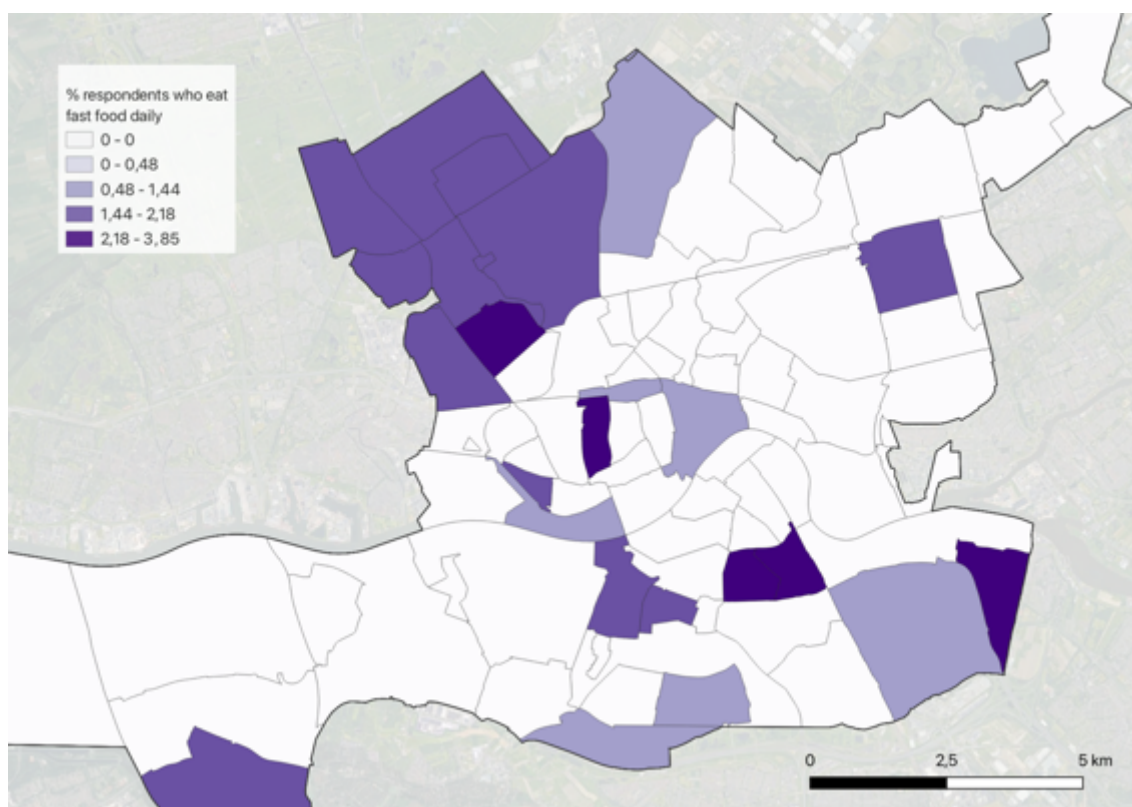 % respondents who eat
fast food daily
0 - 0
0 - 0,48
0,48 - 1,44
1,44 - 2,18
2,18 - 3,85
0 2,5 5 km